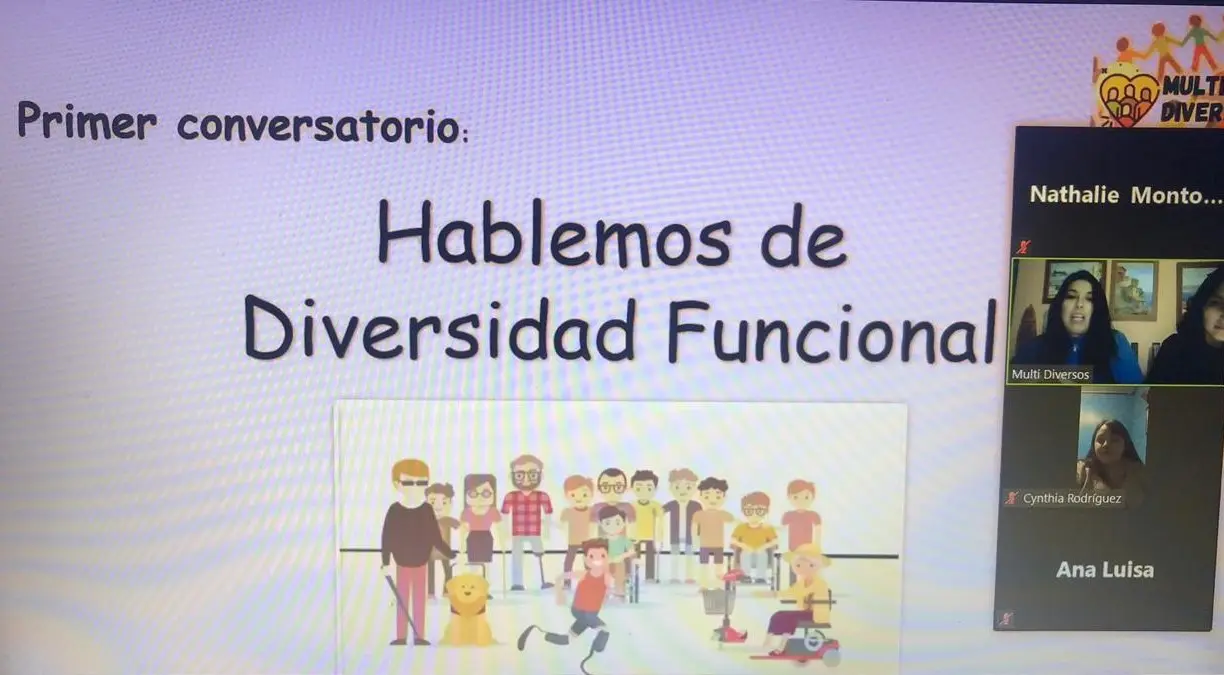 Primer conversatorio:
Hablemos de
Diversidad Funcional
MULTI
DIVER
Nathalie Monto...
Multi Diversos
Cynthia Rodríguez
Ana Luisa